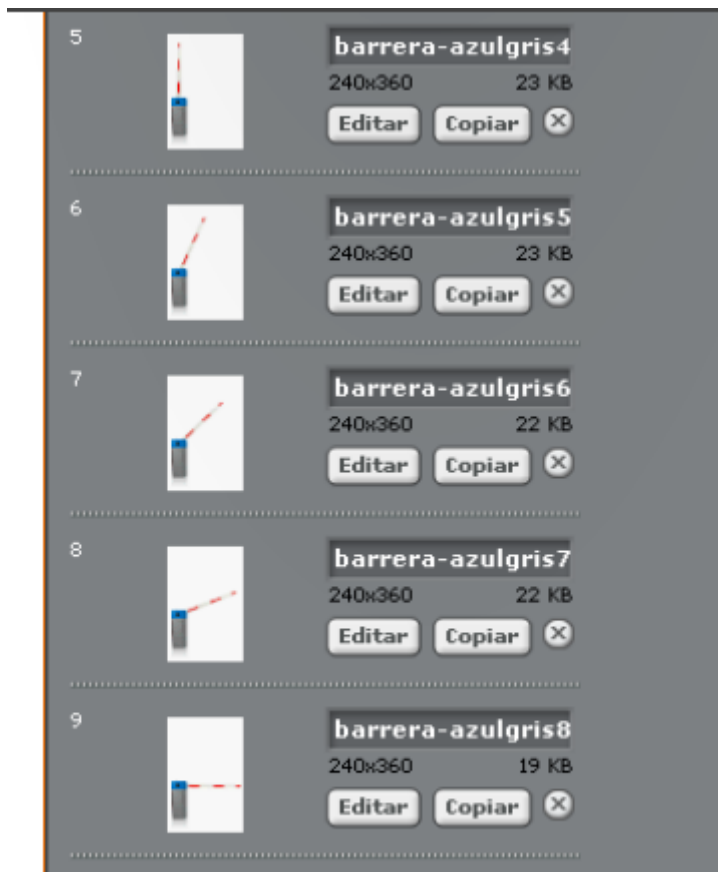 5
barrera-azulgris4
240x360 23 KB
Editar Copiar
6
barrera-azulgris5
240x360 23 KB
Editar Copiar
7
barrera-azulgris6
240x360 22 KB
Editar Copiar
8
barrera-azulgris7
240x360 22 KB
Editar Copiar
9
barrera-azulgris8
240x360 19 KB
Editar Copiar